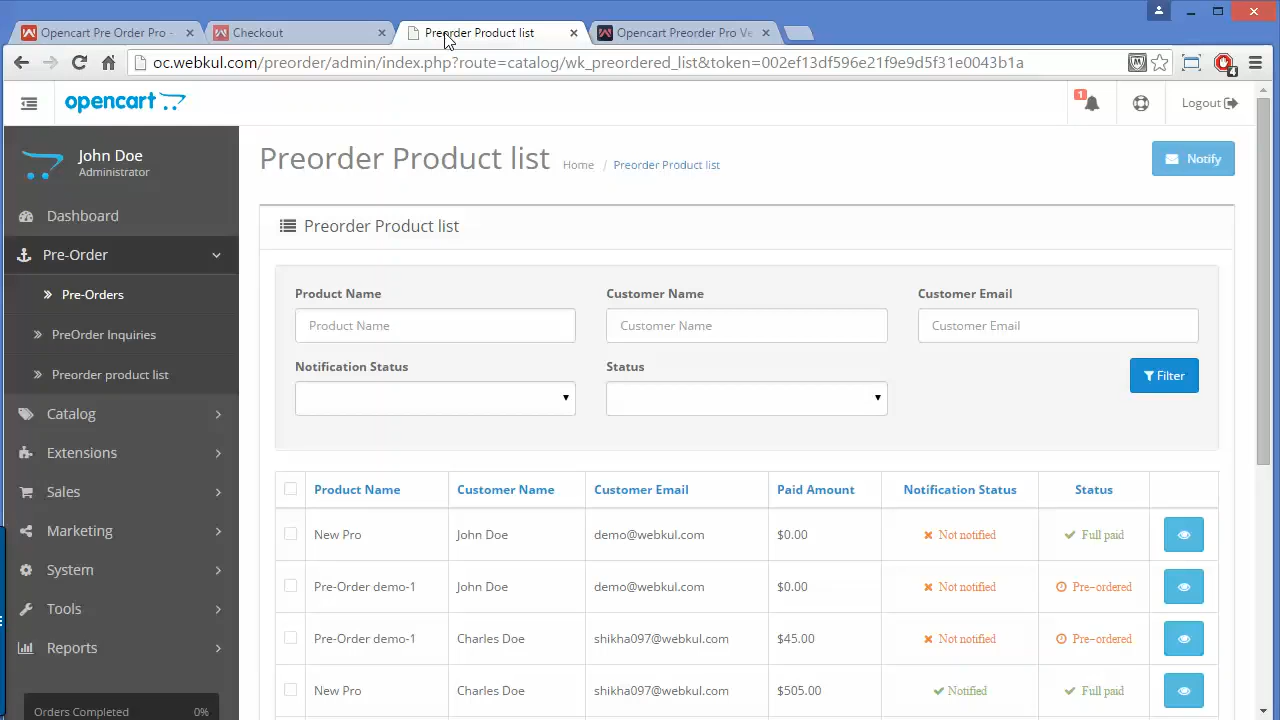 Opencart Pre Order Pro -
Checkout
Preorder Product list
Opencart Preorder Pro Ve
oc.webkul.com/preorder/admin/index.php?route=catalog/wk_preordered_list&token=002ef13df596e21f9e9d5f31e0043b1a
4
opencart
1
Logout
John Doe
Administrator
Preorder Product list
Home / Preorder Product list
Notify
Dashboard
Pre-Order
Pre-Orders
PreOrder Inquiries
Preorder product list
Catalog
Extensions
Sales
Marketing
System
Tools
Reports
Orders Completed 0%
Preorder Product list
Product Name Customer Name Customer Email
Product Name Customer Name Customer Email
Notification Status Status
Filter
Product Name Customer Name Customer Email Paid Amount Notification Status Status
New Pro John Doe demo@webkul.com $0.00 Not notified Full paid
Pre-Order demo-1 John Doe demo@webkul.com $0.00 Not notified Pre-ordered
Pre-Order demo-1 Charles Doe shikha097@webkul.com $45.00 Not notified Pre-ordered
New Pro Charles Doe shikha097@webkul.com $505.00 Notified Full paid